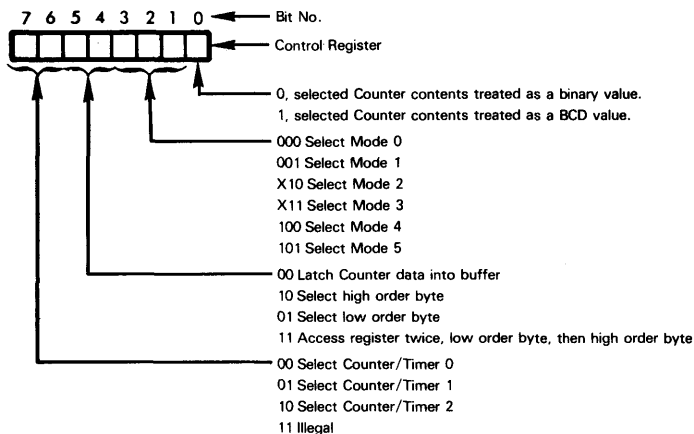 7 6 5 4 3 2 1 0 Bit No.
Control Register
0, selected Counter contents treated as a binary value.
1, selected Counter contents treated as a BCD value.
000 Select Mode 0
001 Select Mode 1
X10 Select Mode 2
X11 Select Mode 3
100 Select Mode 4
101 Select Mode 5
00 Latch Counter data into buffer
10 Select high order byte
01 Select low order byte
11 Access register twice, low order byte, then high order byte
00 Select Counter/Timer 0
01 Select Counter/Timer 1
10 Select Counter/Timer 2
11 Illegal